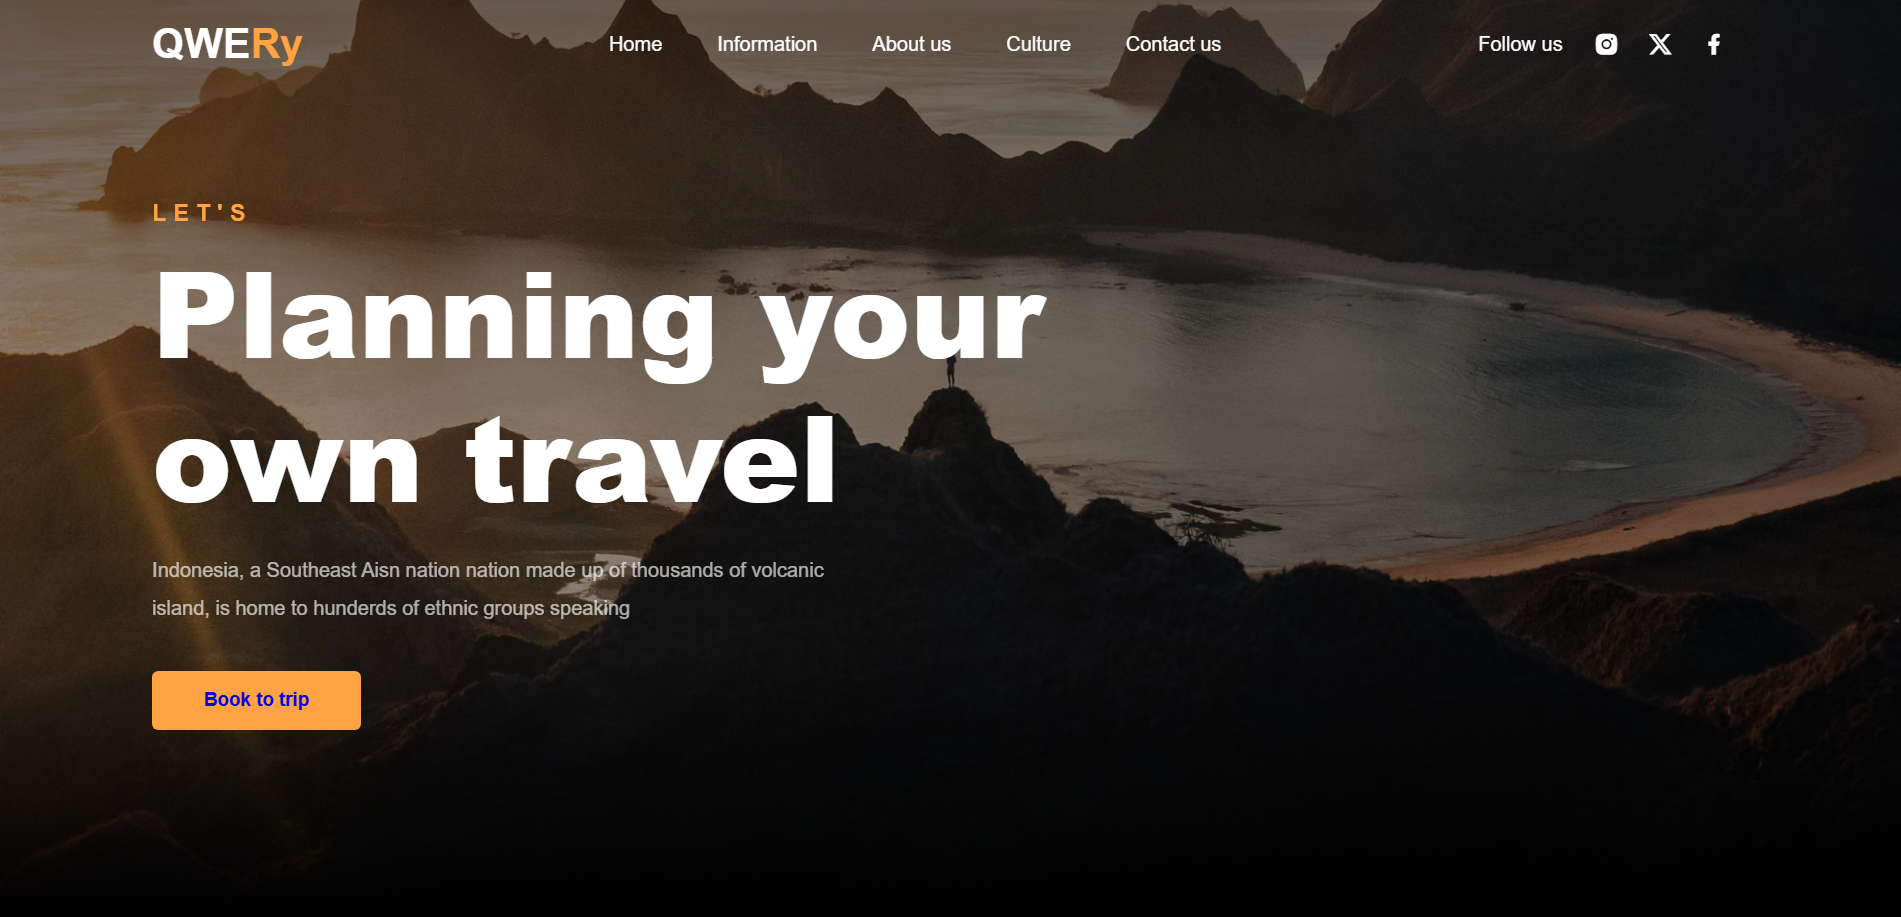 QWERy
Home Information About us Culture Contact us Follow us
LET'S
Planning your
own travel
Indonesia, a Southeast Aisn nation nation made up of thousands of volcanic
island, is home to hunderds of ethnic groups speaking
Book to trip